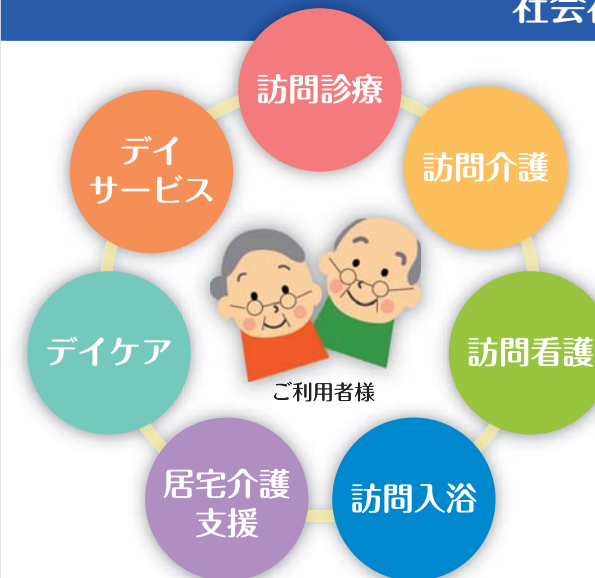 社会
訪問診療
訪問介護
訪問看護
訪問入浴
居宅介護
支援
デイケア
デイ
サービス
ご利用者様